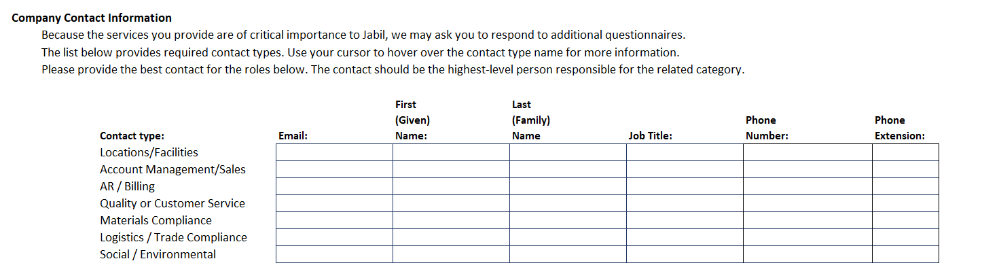 Company Contact Information
Because the services you provide are of critical importance to Jabil, we may ask you to respond to additional questionnaires.
The list below provides required contact types. Use your cursor to hover over the contact type name for more information.
Please provide the best contact for the roles below. The contact should be the highest-level person responsible for the related category.
First Last
(Given) (Family) Phone Phone
Contact type: Email: Name: Name Job Title: Number: Extension:
Locations/Facilities
Account Management/Sales
AR / Billing
Quality or Customer Service
Materials Compliance
Logistics / Trade Compliance
Social / Environmental